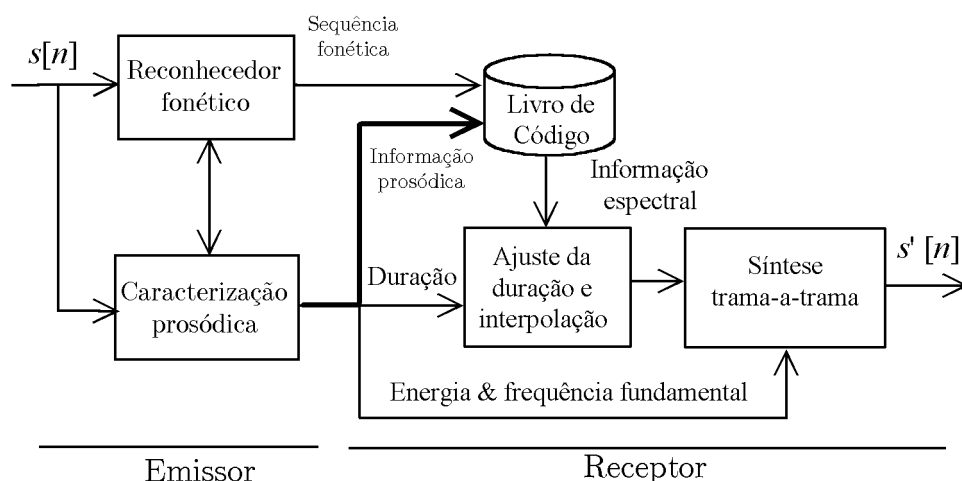 s[n]
Reconhecedor
fonético
Sequência
fonética
Livro de
Código
Informação
prosódica
Informação
espectral
Caracterização
prosódica
Duração
Ajuste da
duração e
interpolação
Síntese
trama-a-trama
s' [n]
Energia & frequência fundamental
Emissor
Receptor